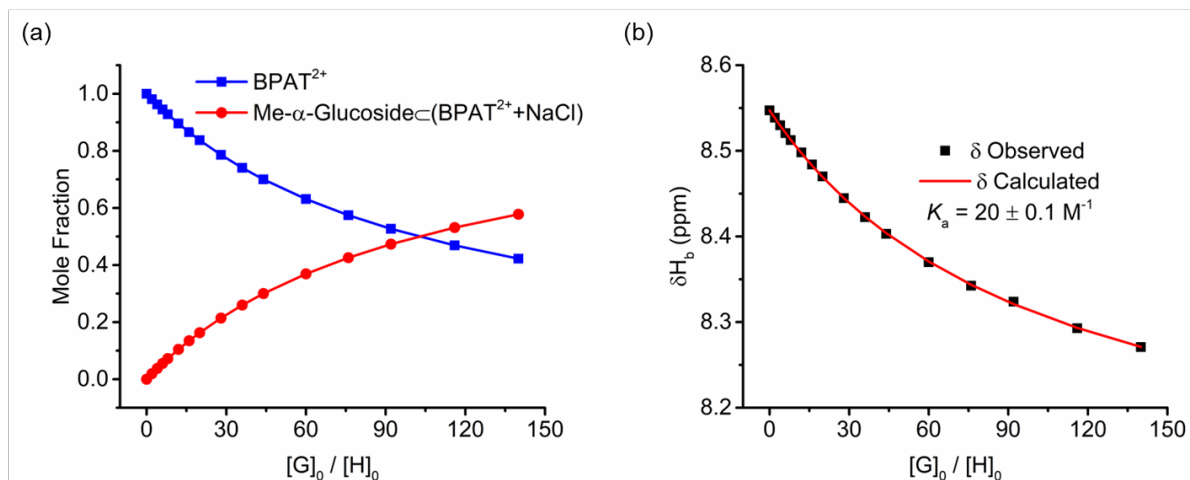 (a)
BPAT²⁺
Me-α-Glucoside⊂(BPAT²⁺+NaCl)
Mole Fraction
1.0
0.8
0.6
0.4
0.2
0.0
0 30 60 90 120 150
[G]₀ / [H]₀
(b)
δ Observed
δ Calculated
Kₐ = 20 ± 0.1 M⁻¹
δH_b (ppm)
8.6
8.5
8.4
8.3
8.2
0 30 60 90 120 150
[G]₀ / [H]₀